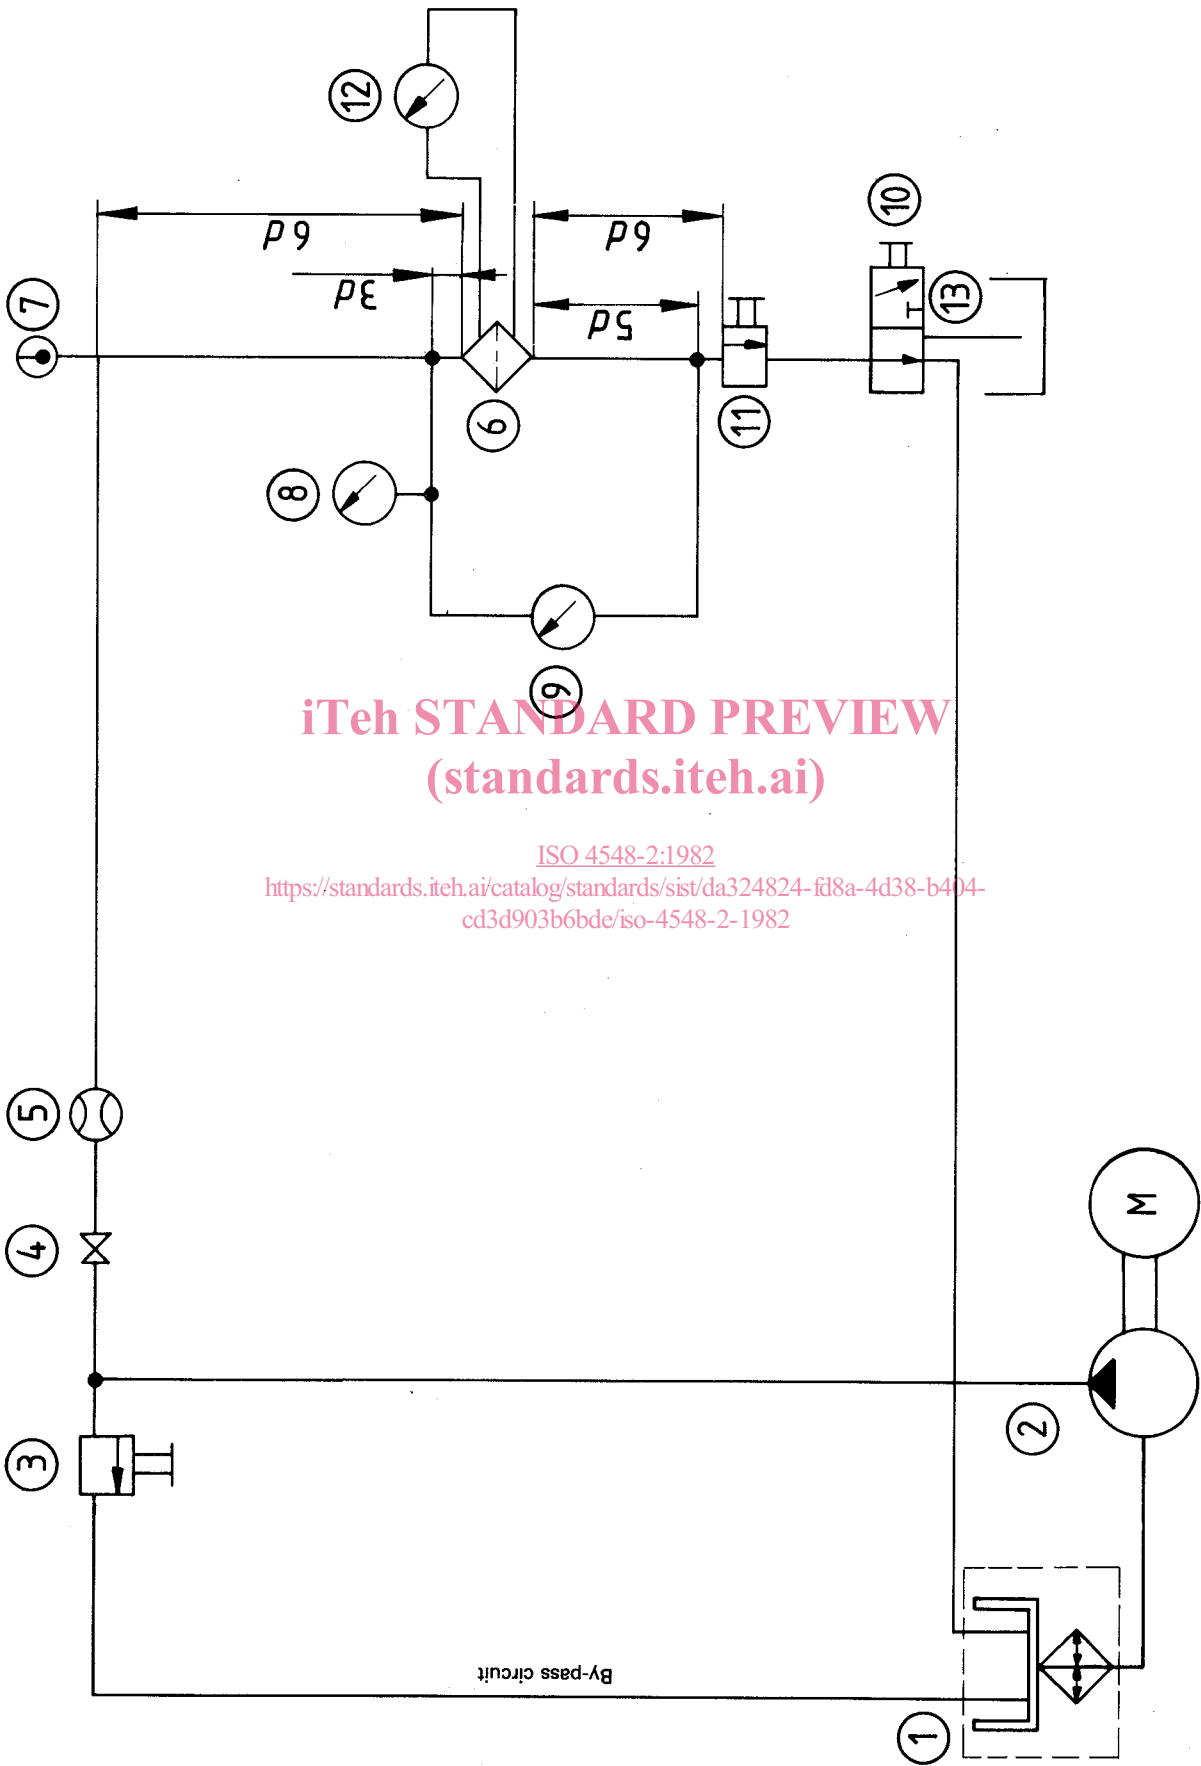 12
10
6d
6d
3d
13
7
5d
6
11
8
9
iTeh STANDARD PREVIEW
(standards.iteh.ai)
ISO 4548-2:1982
https://standards.iteh.ai/catalog/standards/sist/da324824-fd8a-4d38-b404-
cd3d903b6bde/iso-4548-2-1982
5
4
M
3
2
By-pass circuit
1